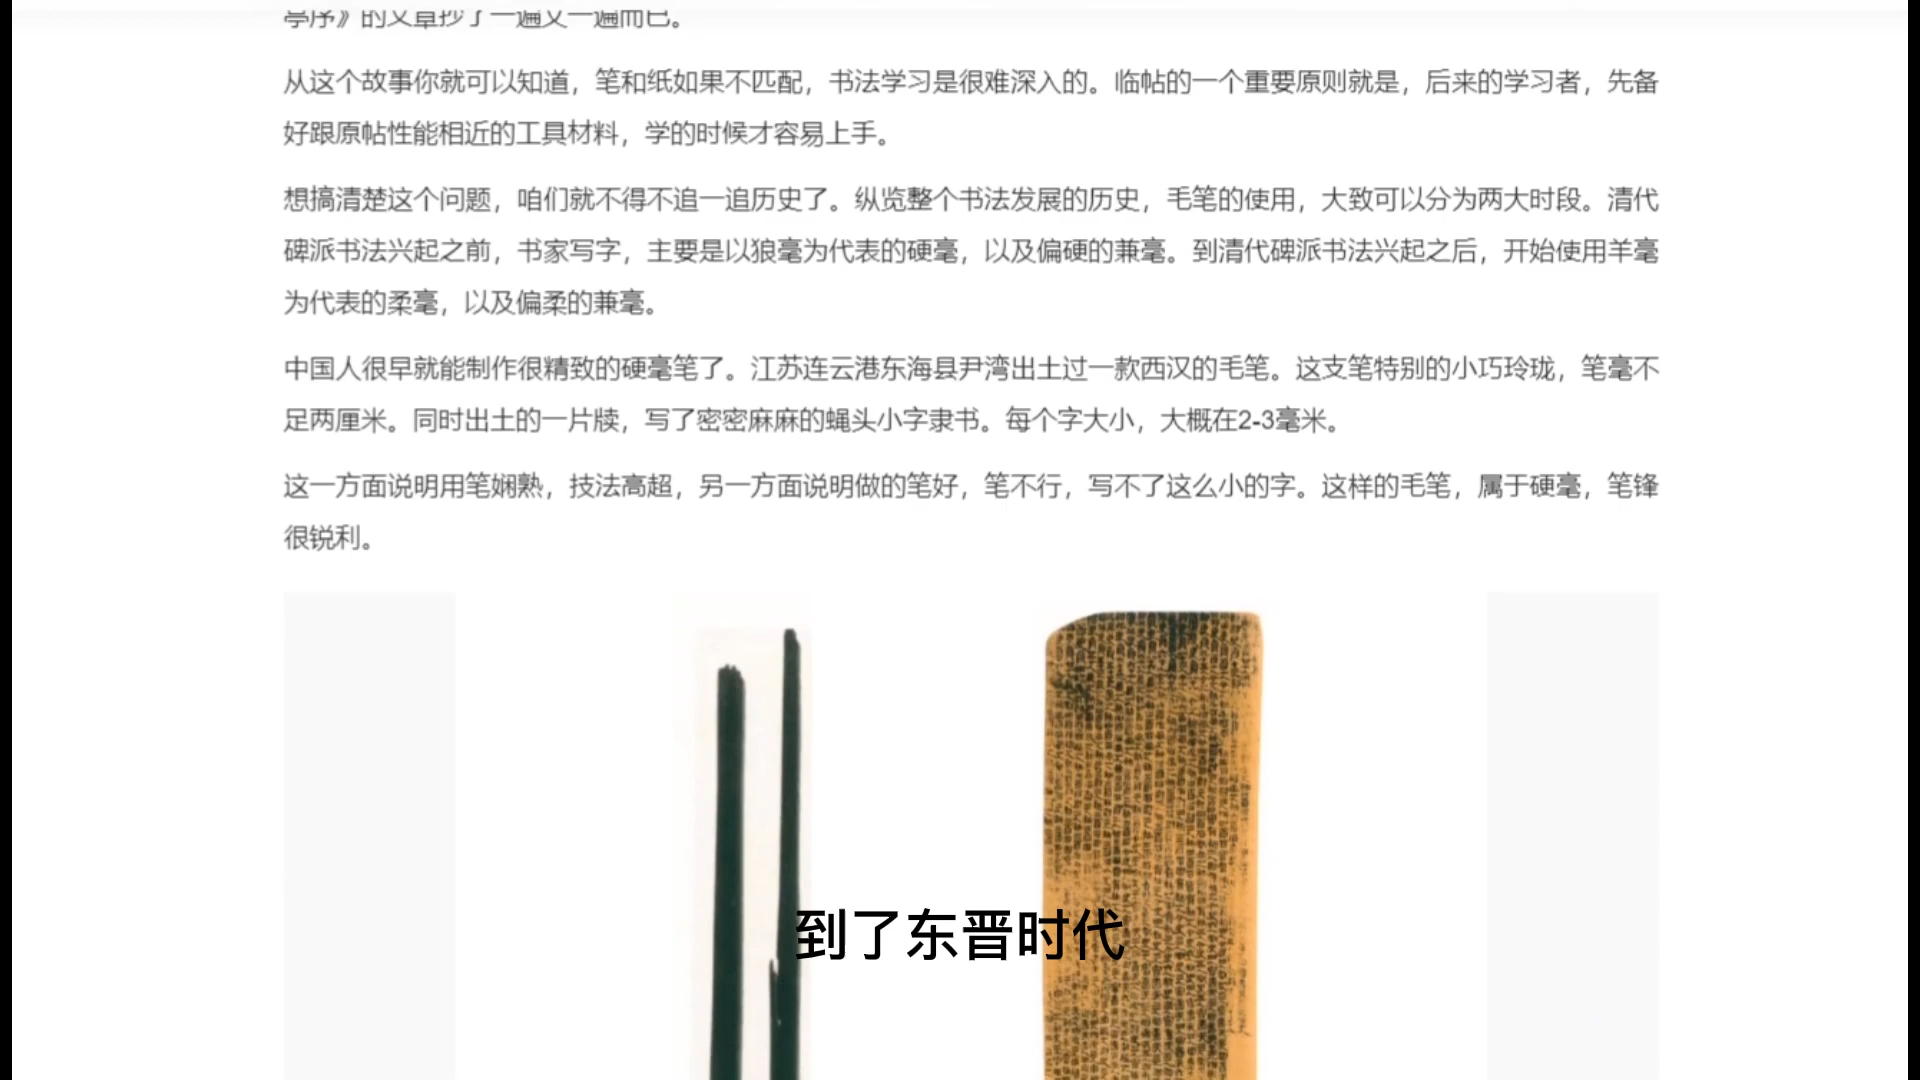 亭序》的文章抄了一遍又一遍而已。
从这个故事你就可以知道，笔和纸如果不匹配，书法学习是很难深入的。临帖的一个重要原则就是，后来的学习者，先备
好跟原帖性能相近的工具材料，学的时候才容易上手。
想搞清楚这个问题，咱们就不得不追一追历史了。纵览整个书法发展的历史，毛笔的使用，大致可以分为两大时段。清代
碑派书法兴起之前，书家写字，主要是以狼毫为代表的硬毫，以及偏硬的兼毫。到清代碑派书法兴起之后，开始使用羊毫
为代表的柔毫，以及偏柔的兼毫。
中国人很早就能制作很精致的硬毫笔了。江苏连云港东海县尹湾出土过一款西汉的毛笔。这支笔特别的小巧玲珑，笔毫不
足两厘米。同时出土的一片牍，写了密密麻麻的蝇头小字隶书。每个字大小，大概在2-3毫米。
这一方面说明用笔娴熟，技法高超，另一方面说明做的笔好，笔不行，写不了这么小的字。这样的毛笔，属于硬毫，笔锋
很锐利。
到了东晋时代